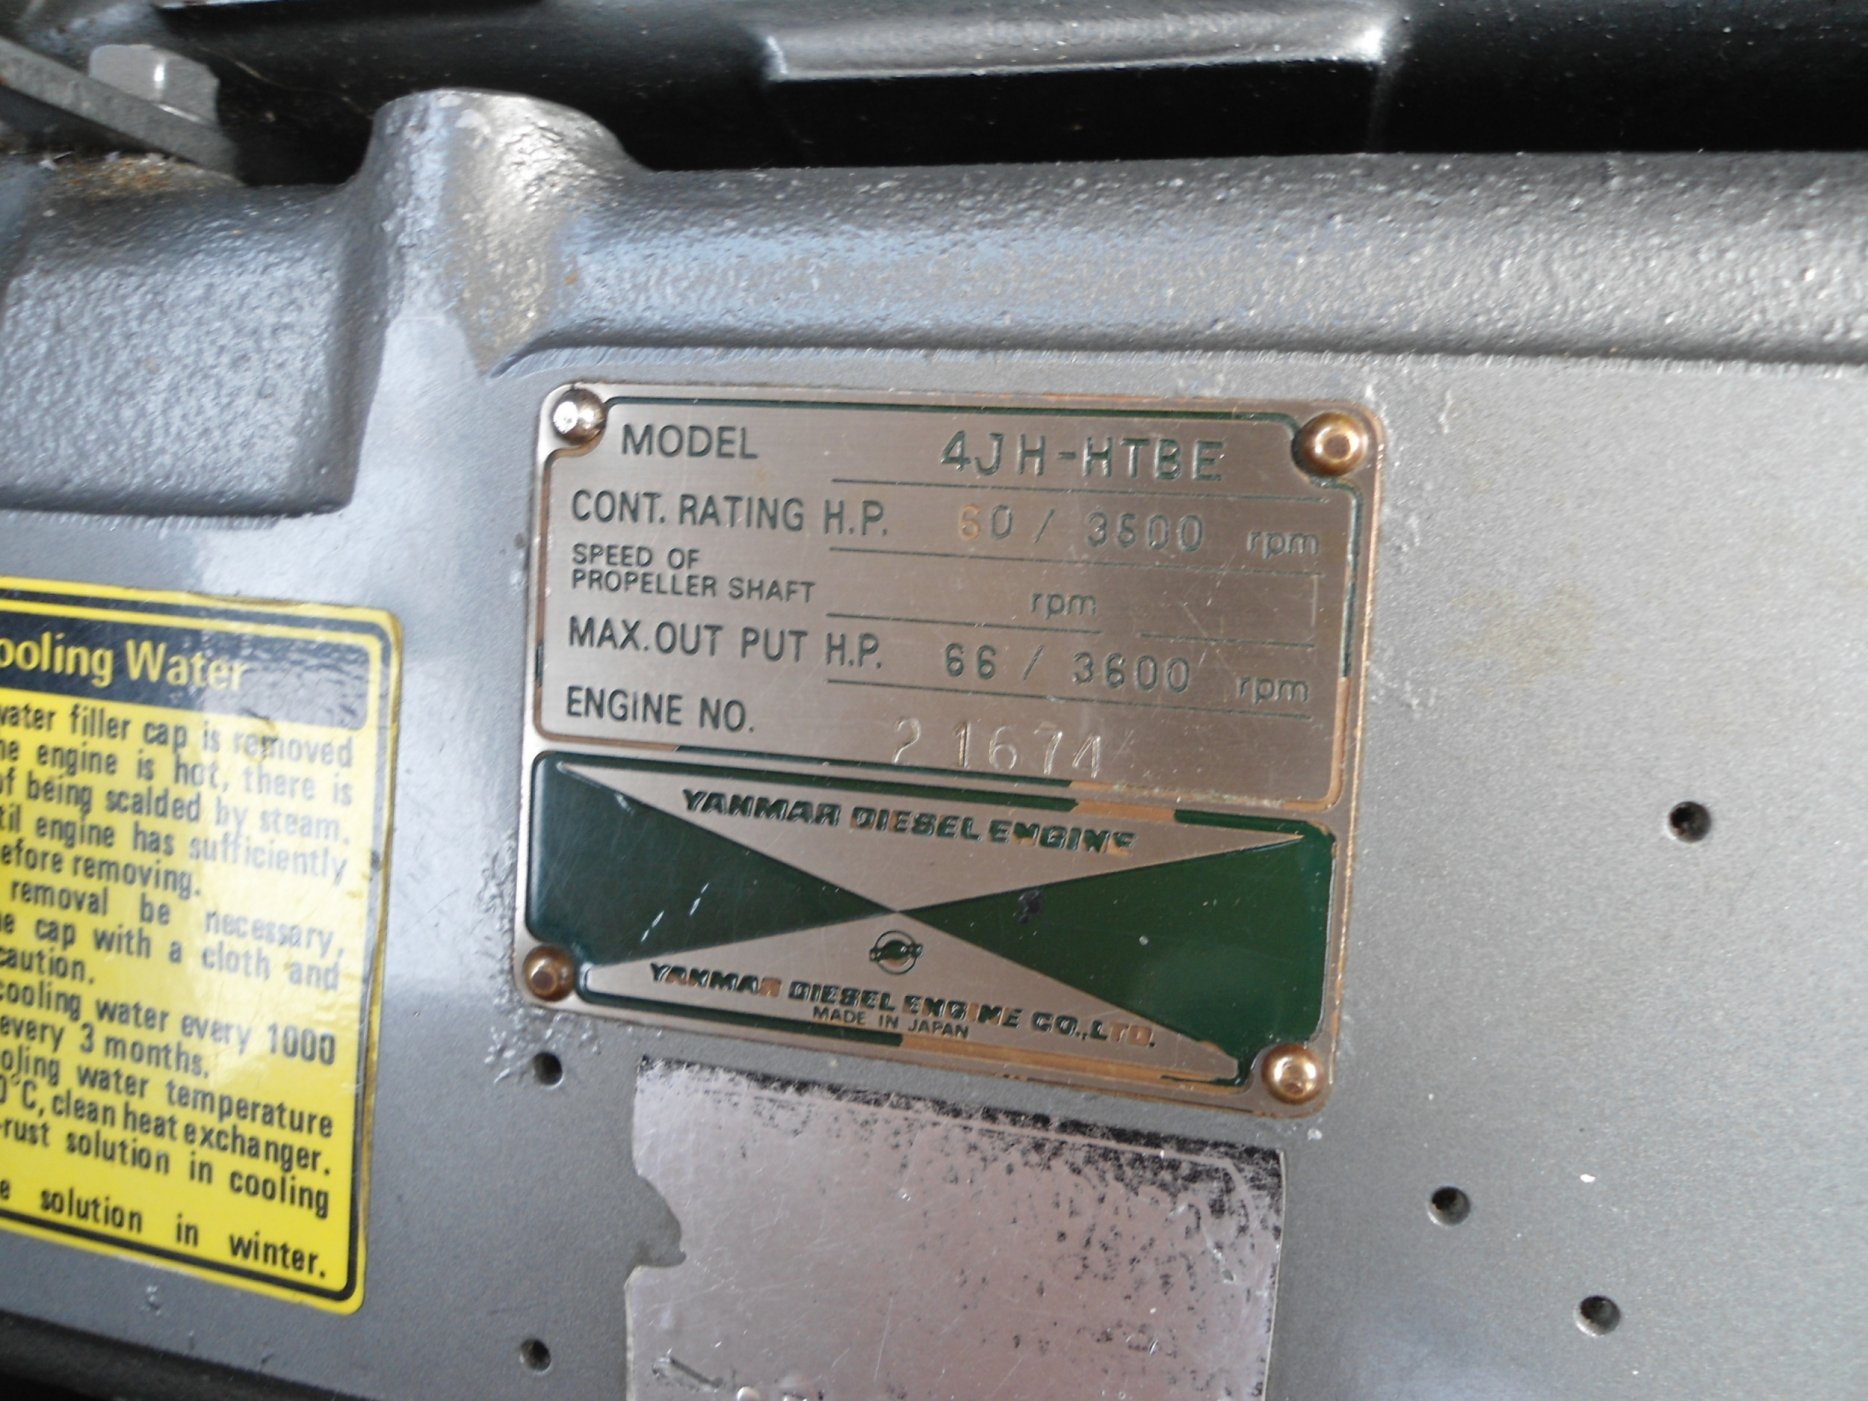 MODEL 4JH-HTBE
CONT. RATING H.P. 60 / 3500 rpm
SPEED OF
PROPELLER SHAFT rpm
MAX. OUT PUT H.P. 66 / 3600 rpm
ENGINE NO. 21674
YANMAR DIESEL ENGINE
YANMAR DIESEL ENGINE CO., LTD.
MADE IN JAPAN
ooling Water
water filler cap is removed
he engine is hot, there is
of being scalded by steam.
til engine has sufficiently
efore removing.
removal be necessary,
e cap with a cloth and
caution.
cooling water every 1000
every 3 months.
oling water temperature
0°C, clean heat exchanger.
-rust solution in cooling
e solution in winter.